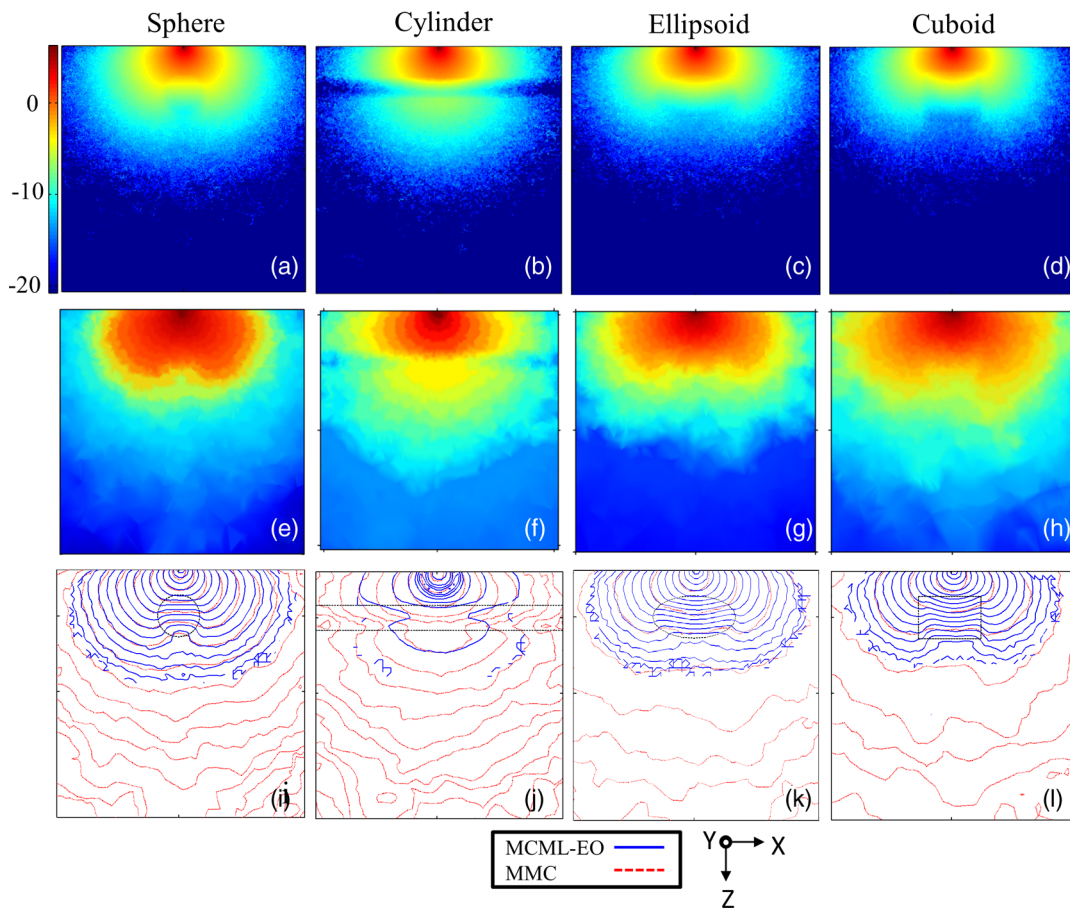 Sphere Cylinder Ellipsoid Cuboid
0
-10
-20
(a) (b) (c) (d)
(e) (f) (g) (h)
(i) (j) (k) (l)
MCML-EO
MMC
Y X
Z